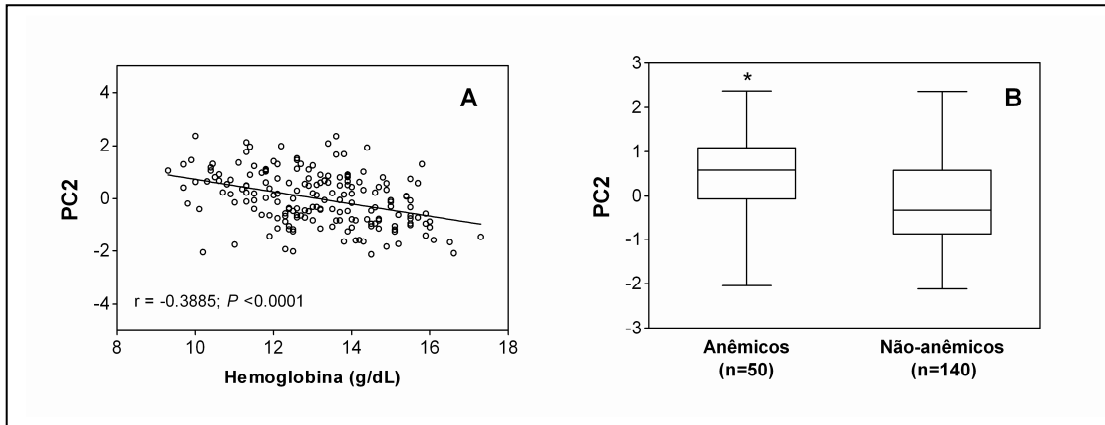 A
PC2
4
2
0
-2
-4
r = -0.3885; P <0.0001
8 10 12 14 16 18
Hemoglobina (g/dL)
B
*
PC2
3
2
1
0
-1
-2
-3
Anêmicos
(n=50)
Não-anêmicos
(n=140)